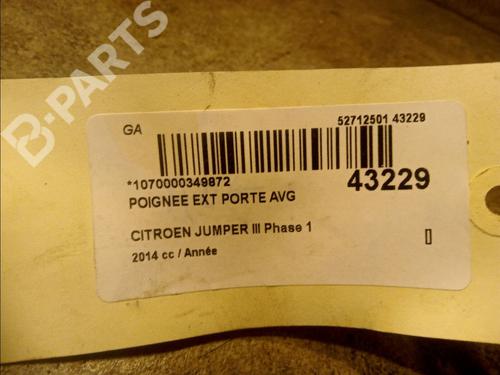 B-PARTS
GA
52712501 43229
*1070000349872
43229
POIGNEE EXT PORTE AVG
CITROEN JUMPER III Phase 1
2014 cc / Année